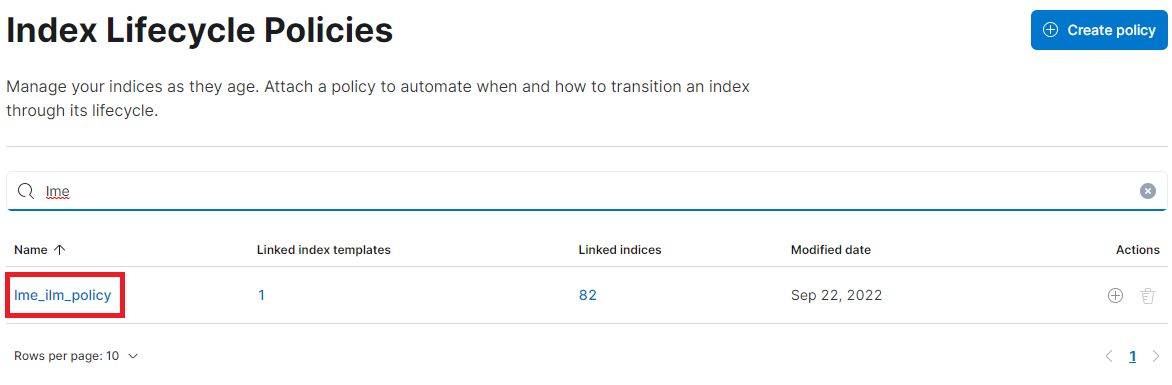 Index Lifecycle Policies
Create policy
Manage your indices as they age. Attach a policy to automate when and how to transition an index
through its lifecycle.
lme
Name Linked index templates Linked indices Modified date Actions
lme_ilm_policy 1 82 Sep 22, 2022
Rows per page: 10 1